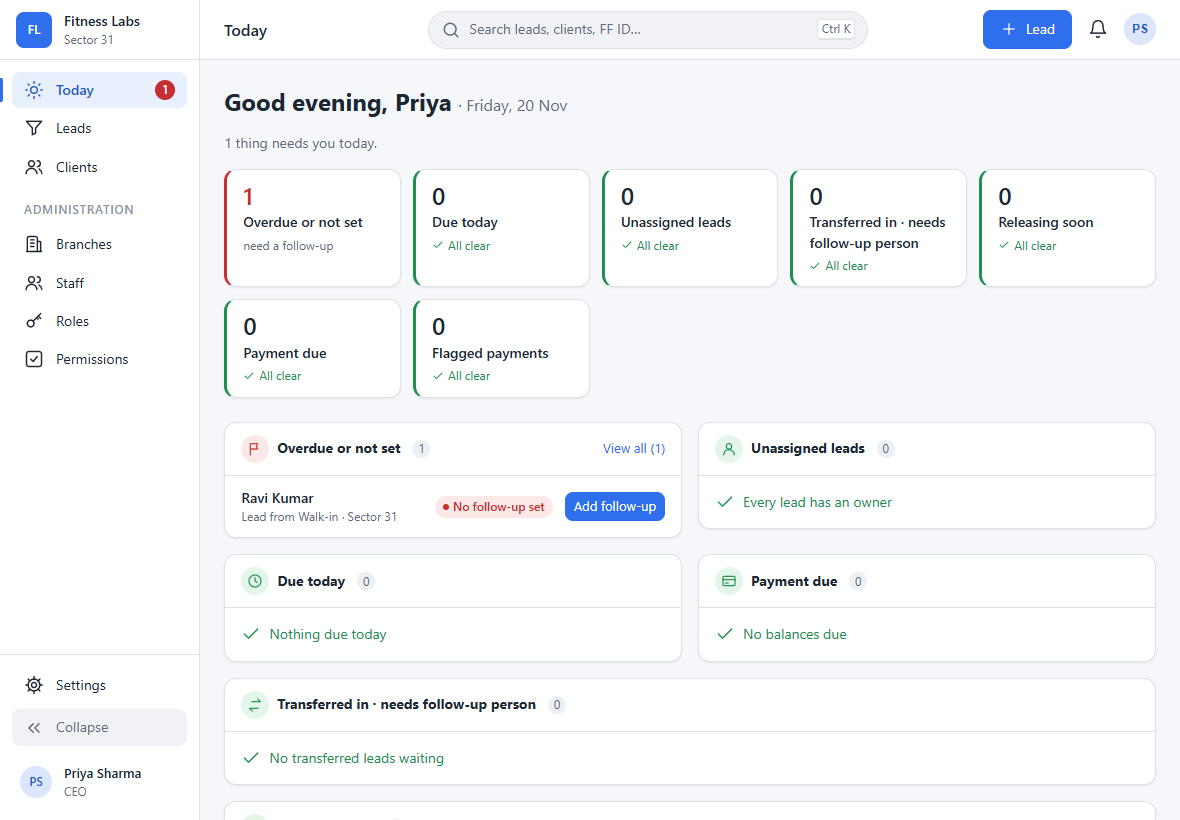 FL
Fitness Labs
Sector 31
Today
Search leads, clients, FF ID...
Ctrl K
+ Lead
PS
Today
1
Leads
Clients
ADMINISTRATION
Branches
Staff
Roles
Permissions
Settings
Collapse
PS
Priya Sharma
CEO
Good evening, Priya · Friday, 20 Nov
1 thing needs you today.
1
Overdue or not set
need a follow-up
0
Due today
All clear
0
Unassigned leads
All clear
0
Transferred in · needs
follow-up person
All clear
0
Releasing soon
All clear
0
Payment due
All clear
0
Flagged payments
All clear
Overdue or not set 1
View all (1)
Ravi Kumar
Lead from Walk-in · Sector 31
No follow-up set
Add follow-up
Unassigned leads 0
Every lead has an owner
Due today 0
Nothing due today
Payment due 0
No balances due
Transferred in · needs follow-up person 0
No transferred leads waiting